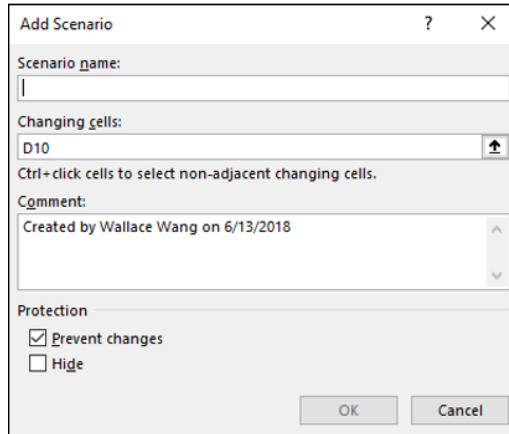 Add Scenario
Scenario name:
Changing cells:
D10
Ctrl+click cells to select non-adjacent changing cells.
Comment:
Created by Wallace Wang on 6/13/2018
Protection
Prevent changes
Hide
OK Cancel